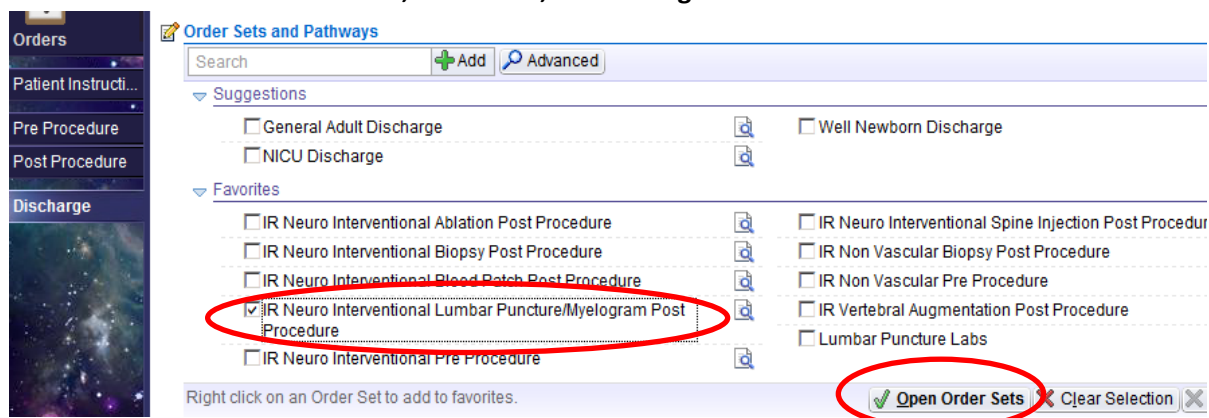 Orders
Patient Instructi...
Pre Procedure
Post Procedure
Discharge
Order Sets and Pathways
Search
Add
Advanced
Suggestions
General Adult Discharge
Well Newborn Discharge
NICU Discharge
Favorites
IR Neuro Interventional Ablation Post Procedure
IR Neuro Interventional Spine Injection Post Procedur
IR Neuro Interventional Biopsy Post Procedure
IR Non Vascular Biopsy Post Procedure
IR Neuro Interventional Blood Patch Post Procedure
IR Non Vascular Pre Procedure
IR Neuro Interventional Lumbar Puncture/Myelogram Post
Procedure
IR Vertebral Augmentation Post Procedure
Lumbar Puncture Labs
IR Neuro Interventional Pre Procedure
Right click on an Order Set to add to favorites.
Open Order Sets
Clear Selection